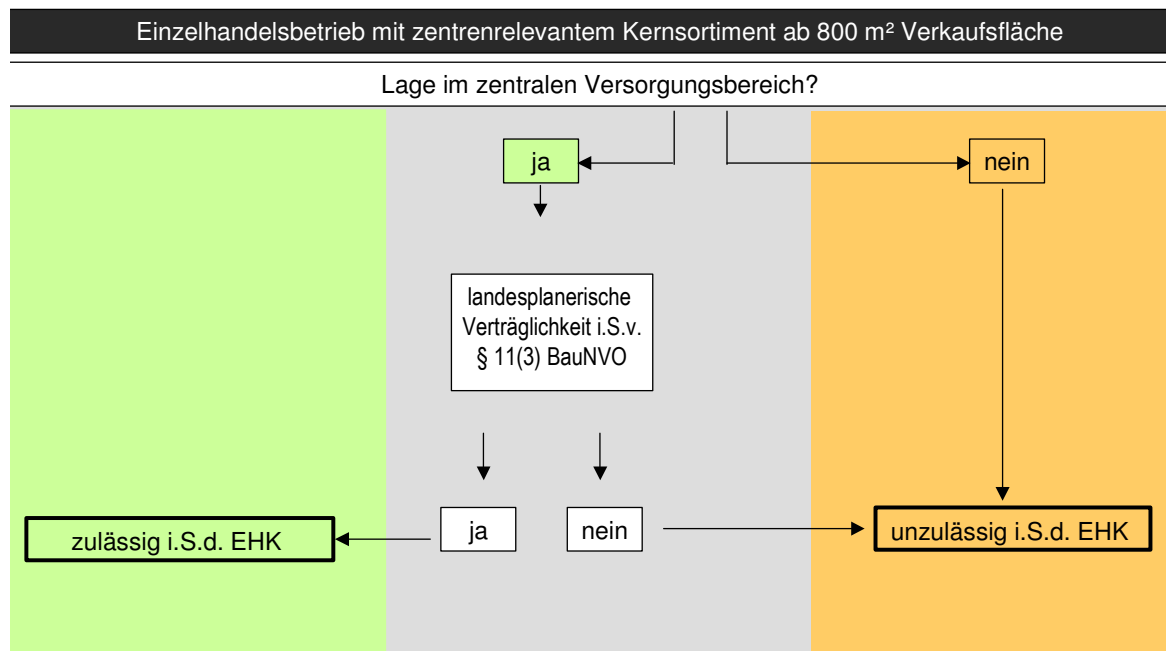 Einzelhandelsbetrieb mit zentrenrelevantem Kernsortiment ab 800 m² Verkaufsfläche
Lage im zentralen Versorgungsbereich?
ja
nein
landesplanerische
Verträglichkeit i.S.v.
§ 11(3) BauNVO
ja
nein
zulässig i.S.d. EHK
unzulässig i.S.d. EHK